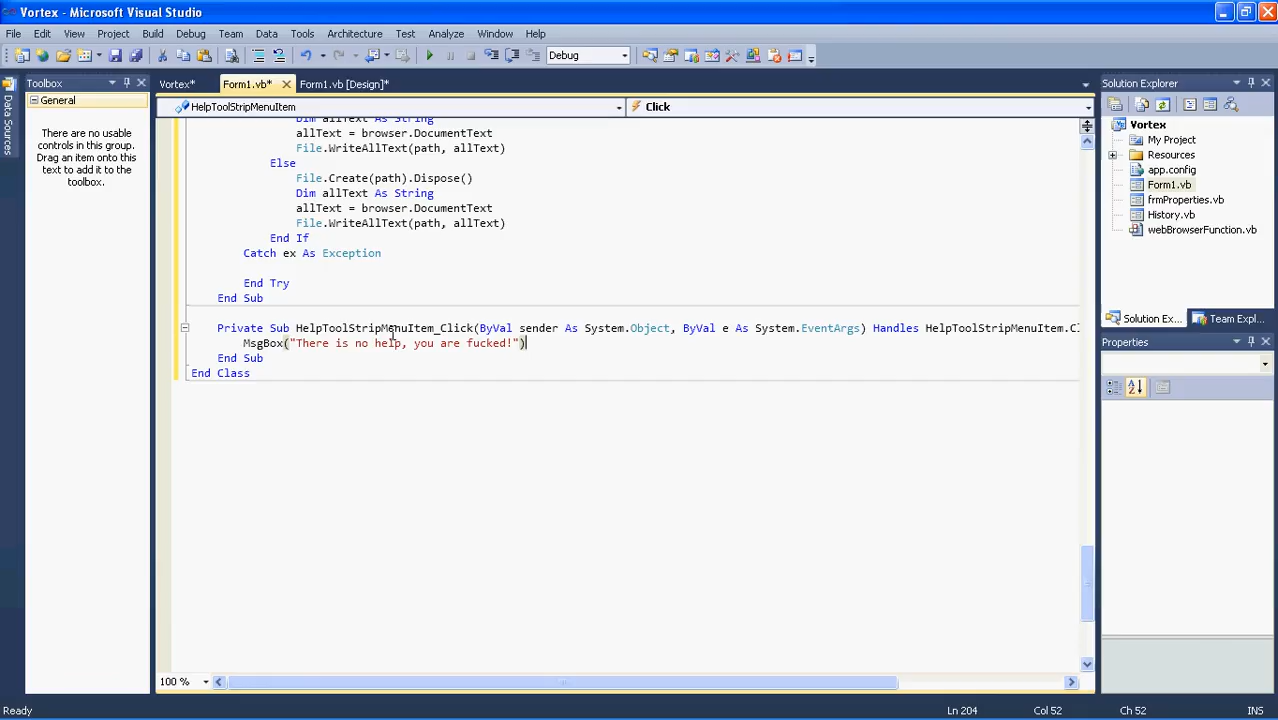 Vortex - Microsoft Visual Studio
File Edit View Project Build Debug Team Data Tools Architecture Test Analyze Window Help
Debug
Toolbox
Vortex* Form1.vb* Form1.vb [Design]*
Solution Explorer
General
HelpToolStripMenuItem
Click
Data Sources
There are no usable
controls in this group.
Drag an item onto this
text to add it to the
toolbox.
Dim allText As String
allText = browser.DocumentText
File.WriteAllText(path, allText)
Else
File.Create(path).Dispose()
Dim allText As String
allText = browser.DocumentText
File.WriteAllText(path, allText)
End If
Catch ex As Exception
End Try
End Sub
Private Sub HelpToolStripMenuItem_Click(ByVal sender As System.Object, ByVal e As System.EventArgs) Handles HelpToolStripMenuItem.Cl
MsgBox("There is no help, you are fucked!")
End Sub
End Class
Vortex
My Project
Resources
app.config
Form1.vb
frmProperties.vb
History.vb
webBrowserFunction.vb
Solution Explo... Team Expl...
Properties
100 %
Ready
Ln 204 Col 52 Ch 52 INS